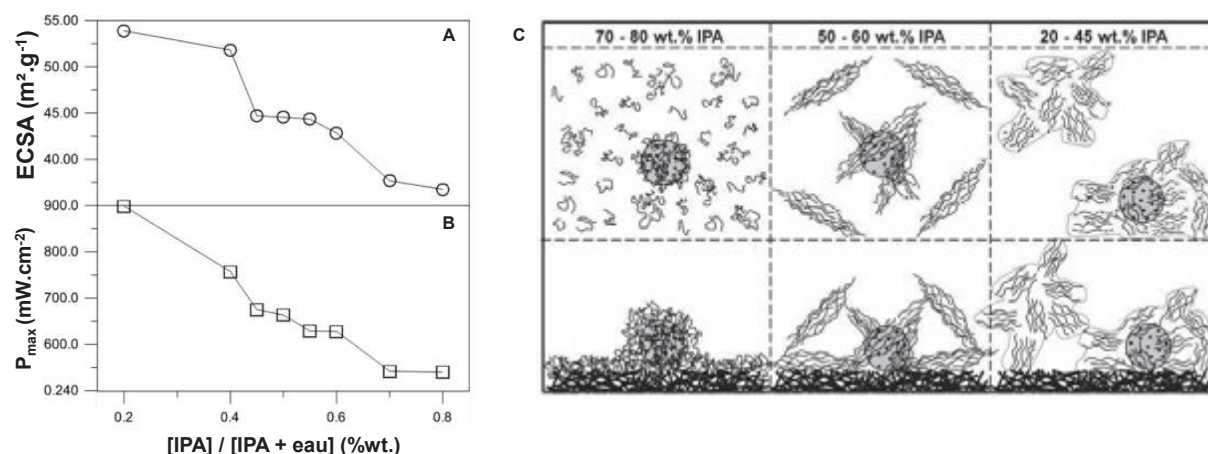 A
ECSA (m².g⁻¹)
55.00
50.00
45.00
40.00
900.0
B
Pmax (mW.cm⁻²)
800.0
700.0
600.0
0.240
0.2 0.4 0.6 0.8
[IPA] / [IPA + eau] (%wt.)
C
70 - 80 wt.% IPA 50 - 60 wt.% IPA 20 - 45 wt.% IPA